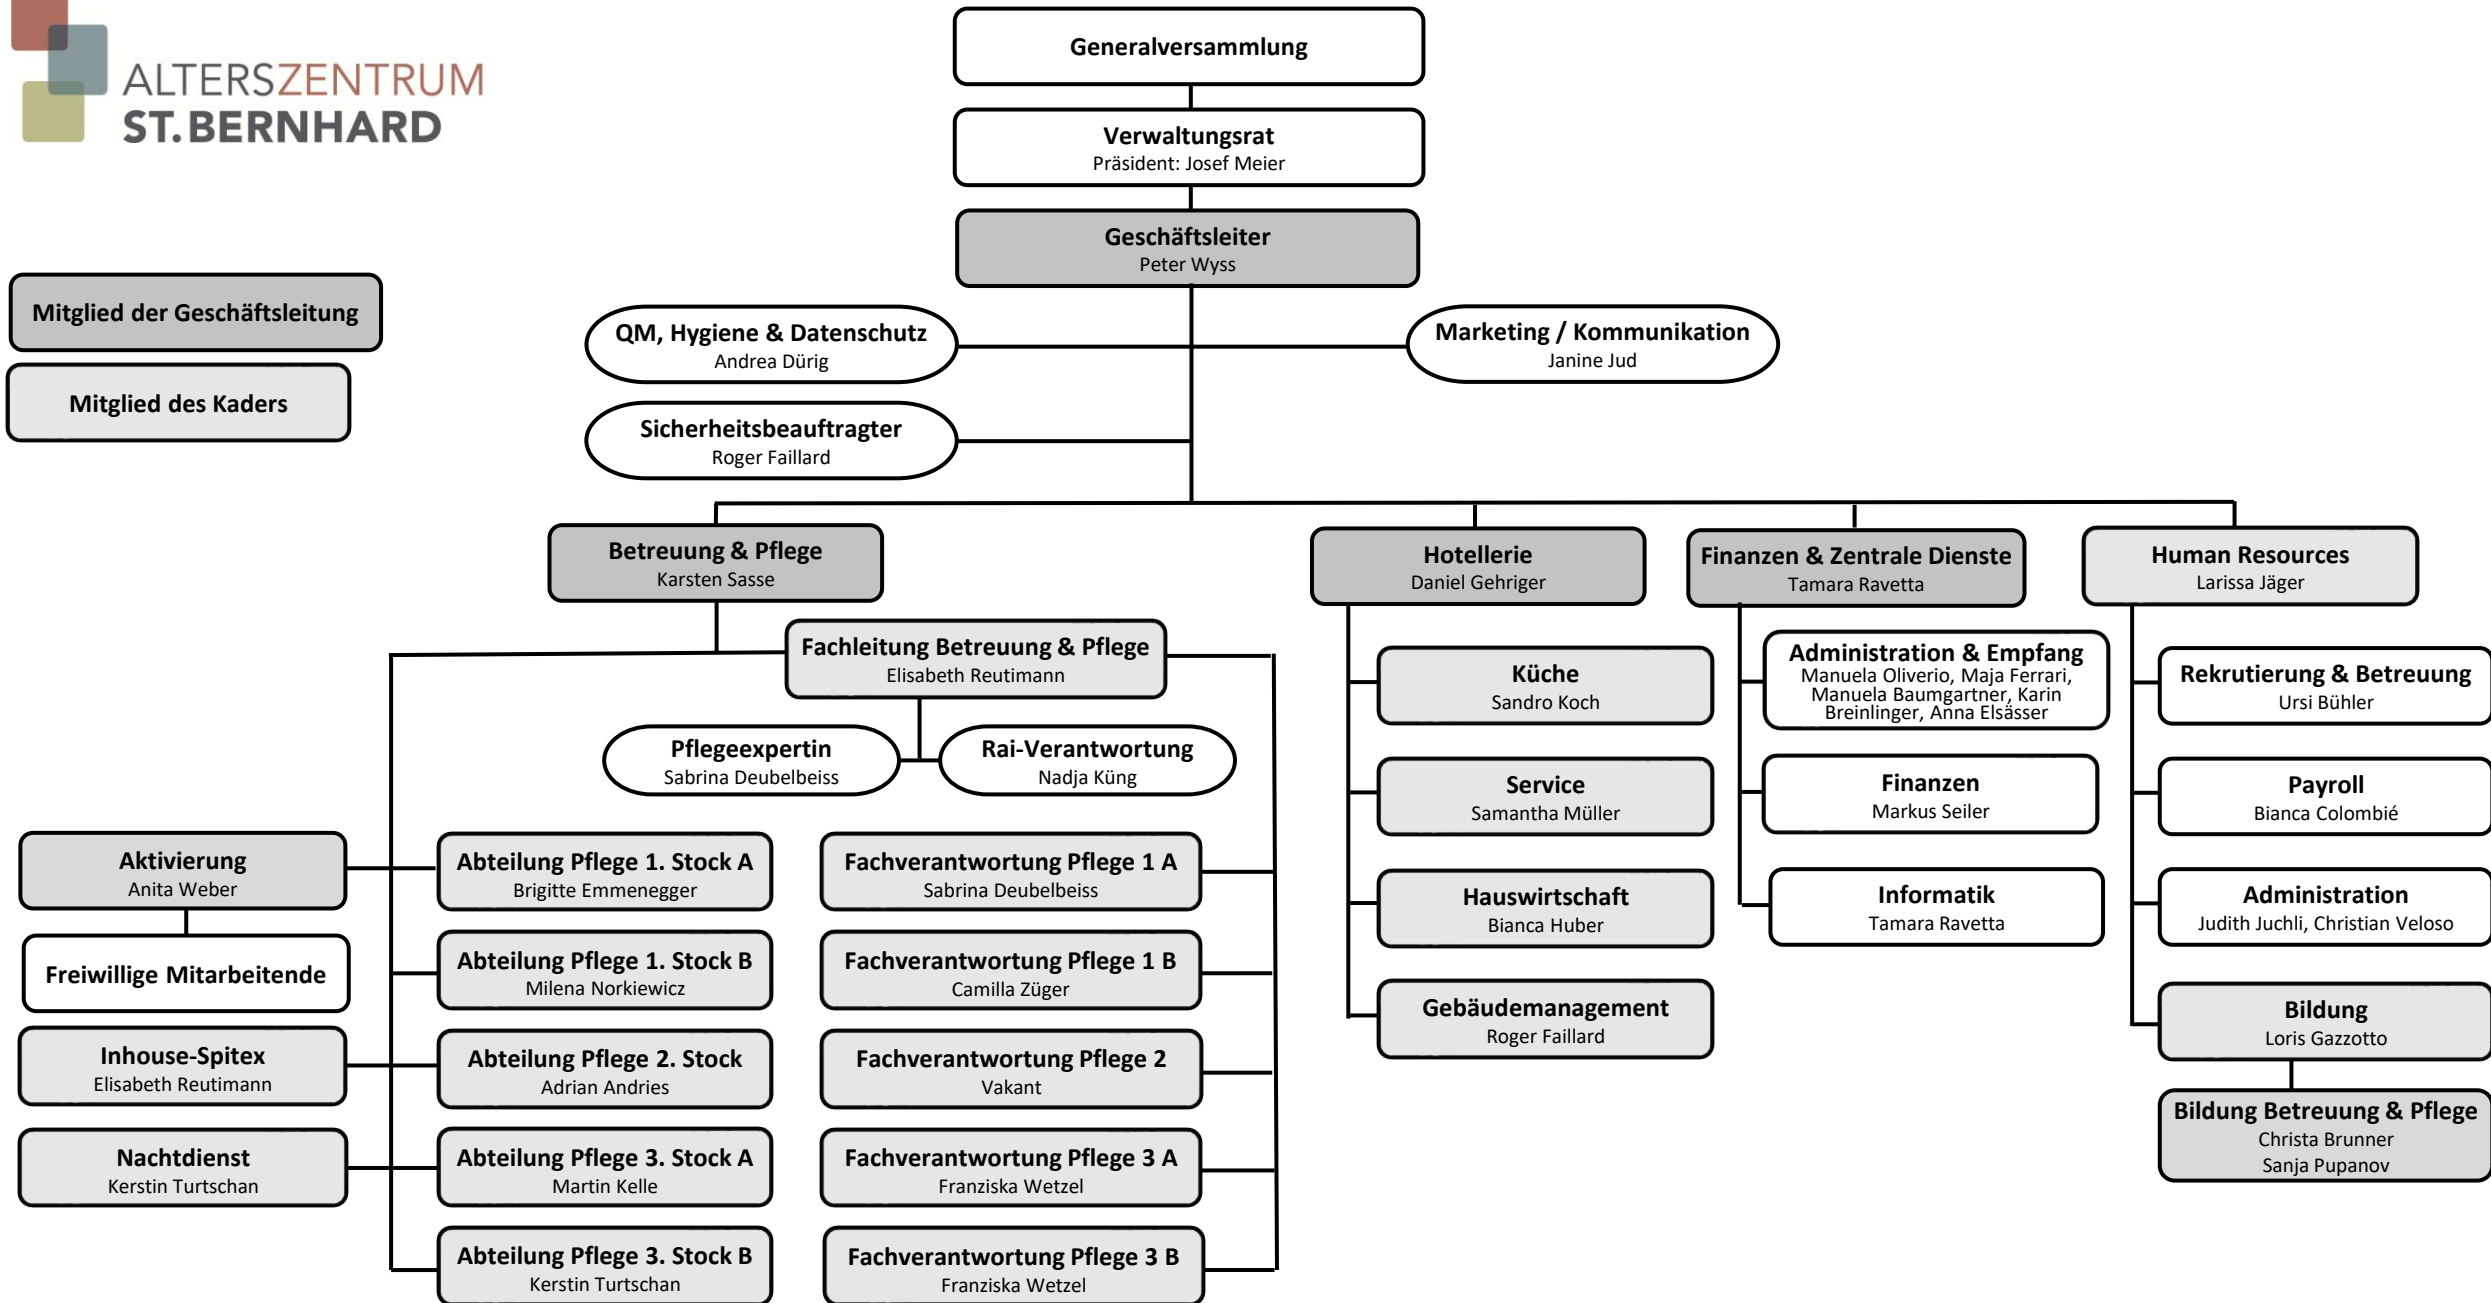 ALTERSZENTRUM
ST.BERNHARD
Generalversammlung
Verwaltungsrat
Präsident: Josef Meier
Geschäftsleiter
Peter Wyss
Mitglied der Geschäftsleitung
Mitglied des Kaders
QM, Hygiene & Datenschutz
Andrea Dürig
Marketing / Kommunikation
Janine Jud
Sicherheitsbeauftragter
Roger Faillard
Betreuung & Pflege
Karsten Sasse
Hotellerie
Daniel Gehriger
Finanzen & Zentrale Dienste
Tamara Ravetta
Human Resources
Larissa Jäger
Fachleitung Betreuung & Pflege
Elisabeth Reutimann
Pflegeexpertin
Sabrina Deubelbeiss
Rai-Verantwortung
Nadja Küng
Aktivierung
Anita Weber
Freiwillige Mitarbeitende
Inhouse-Spitex
Elisabeth Reutimann
Nachtdienst
Kerstin Turtschan
Abteilung Pflege 1. Stock A
Brigitte Emmenegger
Abteilung Pflege 1. Stock B
Milena Norkiewicz
Abteilung Pflege 2. Stock
Adrian Andries
Abteilung Pflege 3. Stock A
Martin Kelle
Abteilung Pflege 3. Stock B
Kerstin Turtschan
Fachverantwortung Pflege 1 A
Sabrina Deubelbeiss
Fachverantwortung Pflege 1 B
Camilla Züger
Fachverantwortung Pflege 2
Vakant
Fachverantwortung Pflege 3 A
Franziska Wetzel
Fachverantwortung Pflege 3 B
Franziska Wetzel
Küche
Sandro Koch
Service
Samantha Müller
Hauswirtschaft
Bianca Huber
Gebäudemanagement
Roger Faillard
Administration & Empfang
Manuela Oliverio, Maja Ferrari,
Manuela Baumgartner, Karin
Breinlinger, Anna Elsässer
Finanzen
Markus Seiler
Informatik
Tamara Ravetta
Rekrutierung & Betreuung
Ursi Bühler
Payroll
Bianca Colombié
Administration
Judith Juchli, Christian Veloso
Bildung
Loris Gazzotto
Bildung Betreuung & Pflege
Christa Brunner
Sanja Pupanov